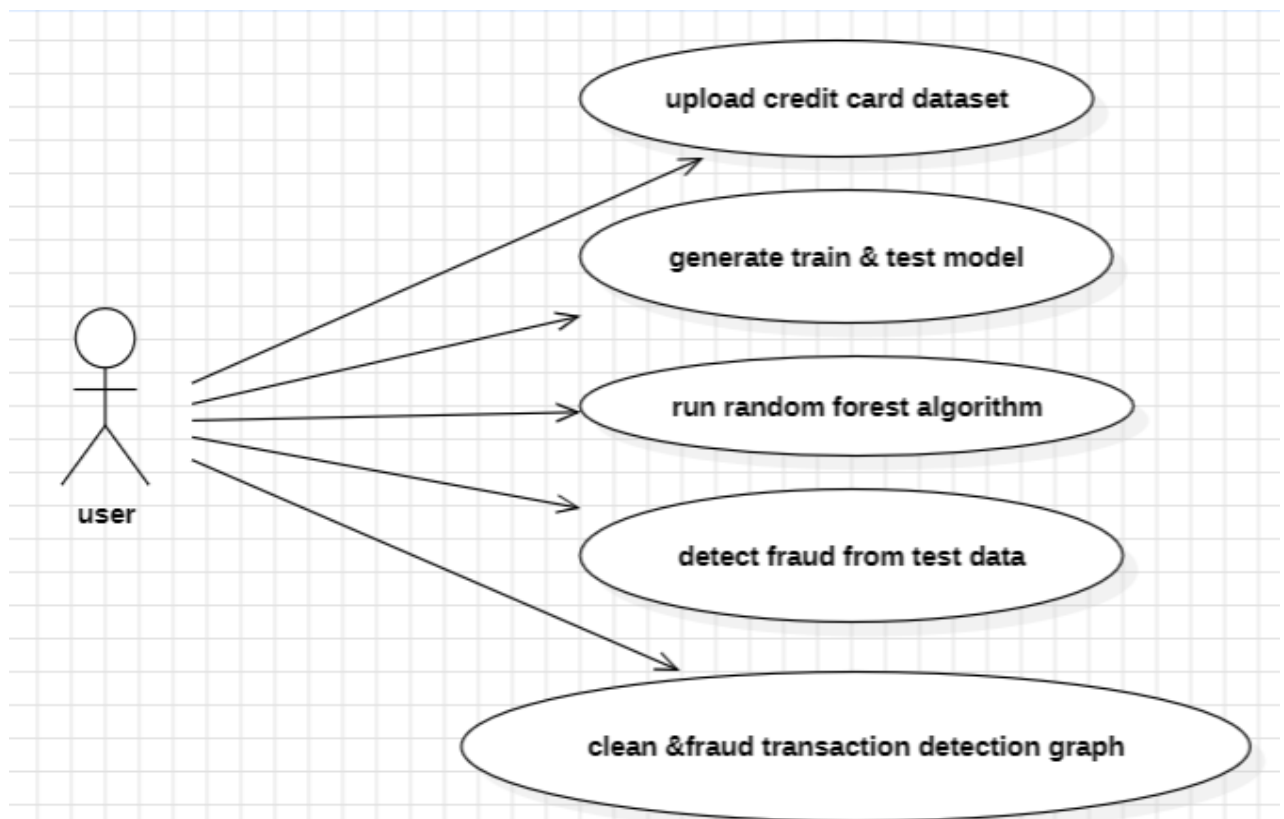 upload credit card dataset
generate train & test model
run random forest algorithm
user
detect fraud from test data
clean &fraud transaction detection graph